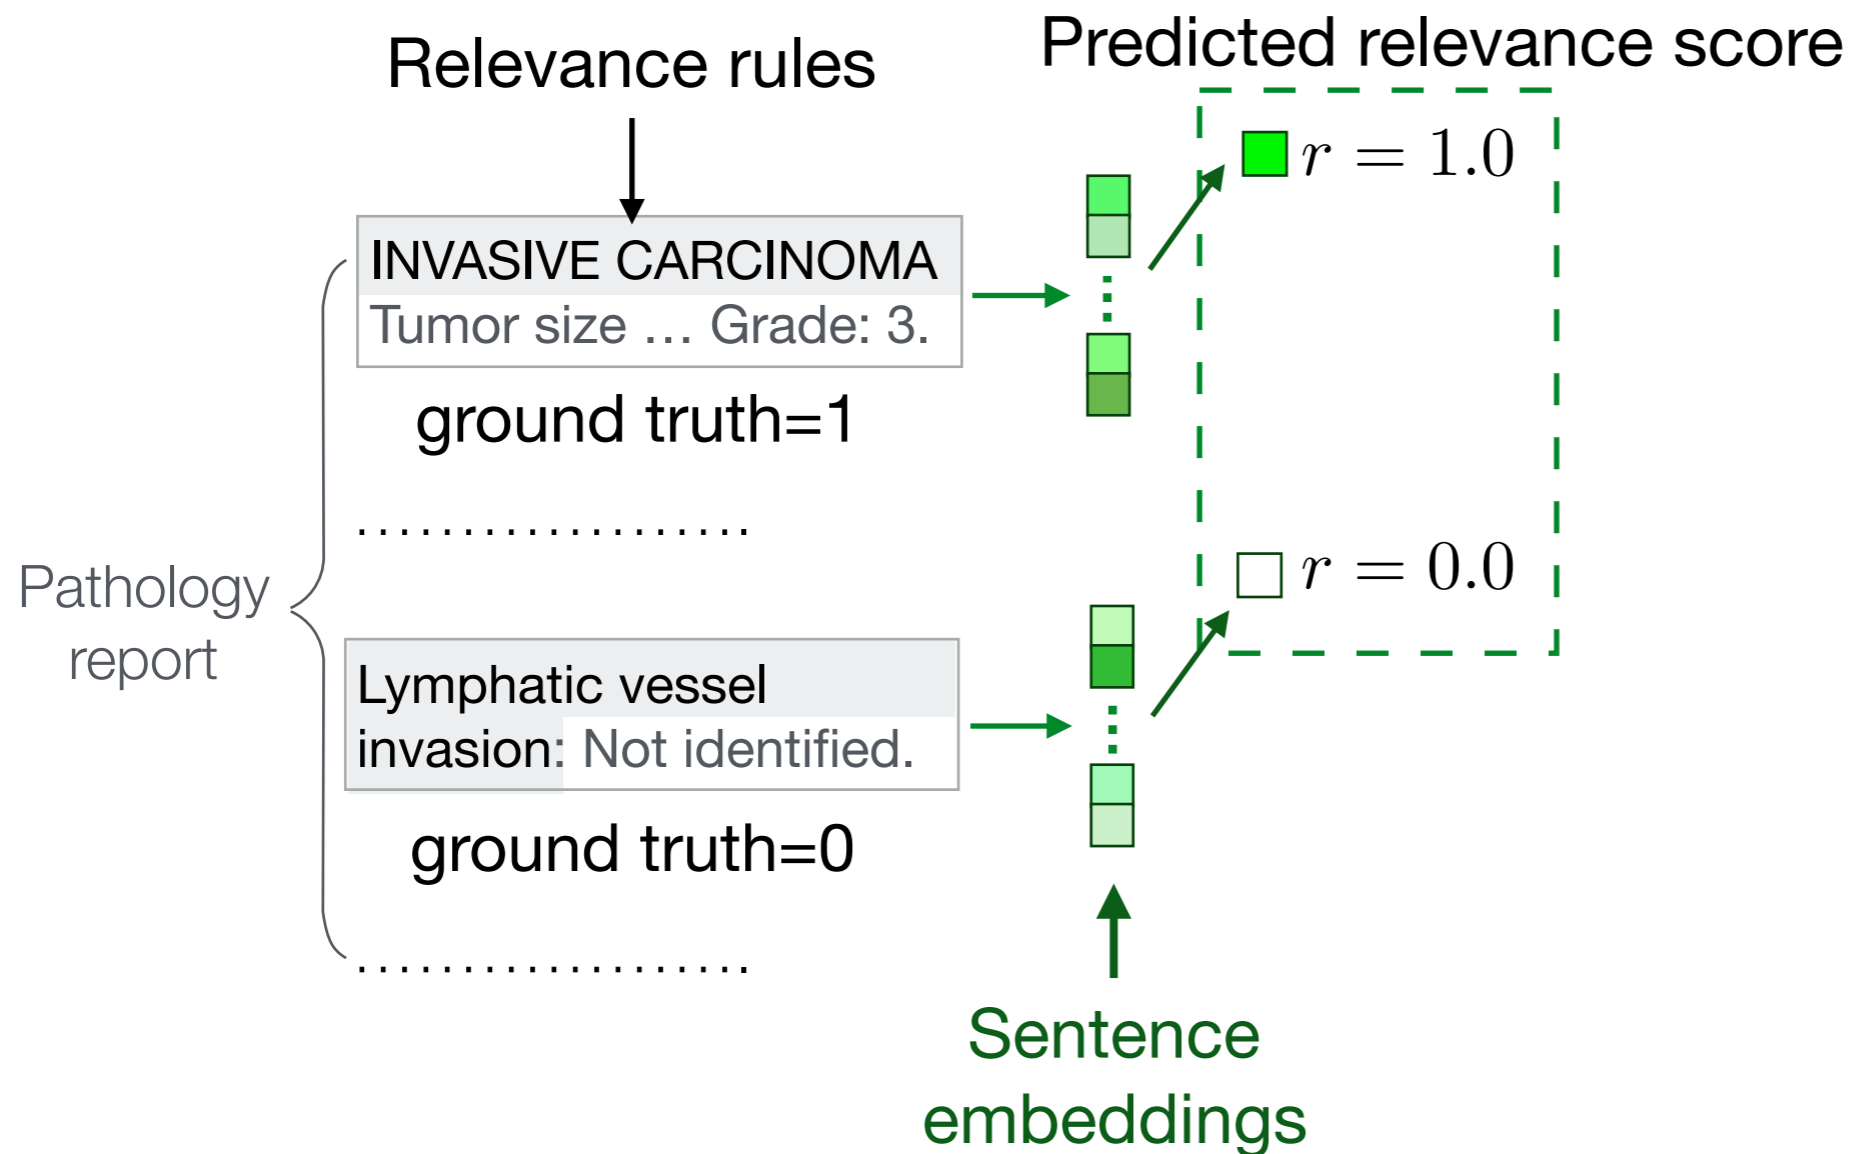 Relevance rules
Predicted relevance score
r = 1.0
INVASIVE CARCINOMA
Tumor size … Grade: 3.
ground truth=1
...................
Pathology
report
r = 0.0
Lymphatic vessel
invasion: Not identified.
ground truth=0
...................
Sentence
embeddings